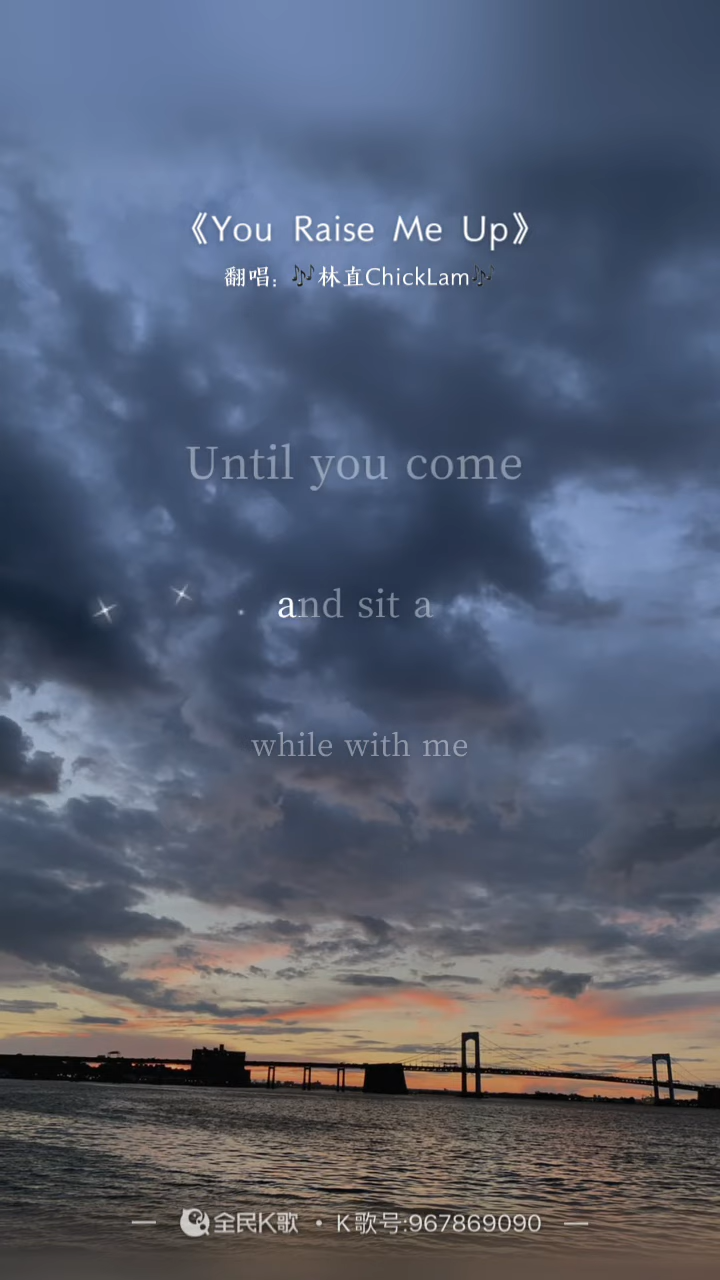 《You Raise Me Up》
翻唱: 🎶林直ChickLam🎶
Until you come
and sit a
while with me
全民K歌 • K歌号:967869090